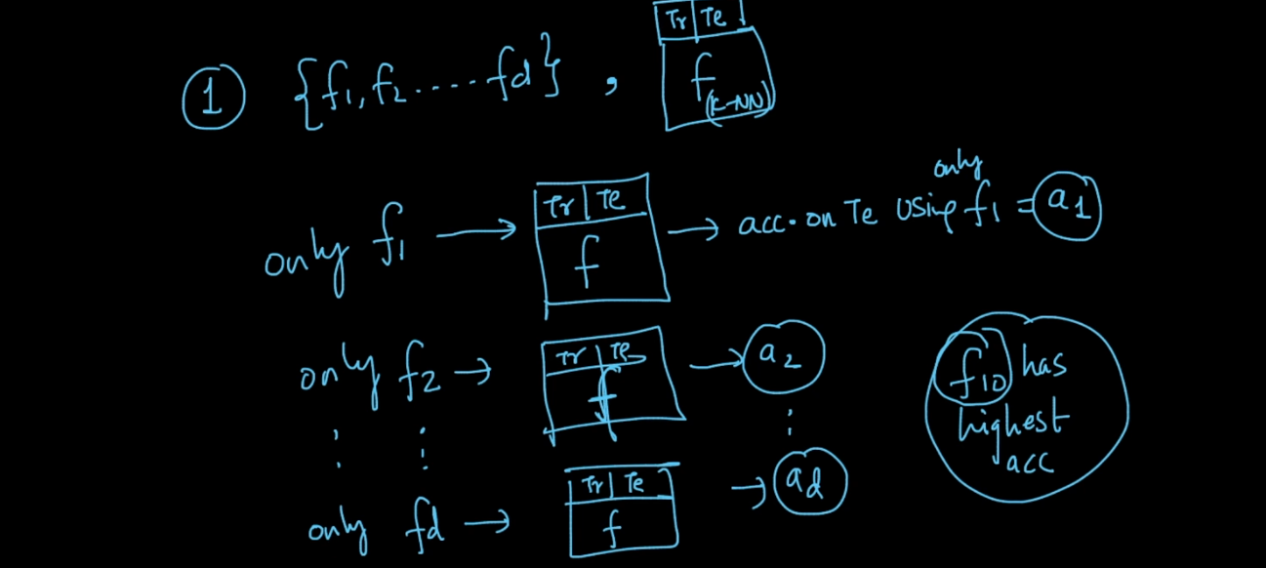 Tr | Te
① {f1, f2 ..... fd} , f(K-NN)
only f1 → Tr | Te f → acc. on Te using only f1 = a1
only f2 → Tr | Te f → a2
⋮ ⋮ ⋮
only fd → Tr | Te f → ad
f10 has
highest
acc